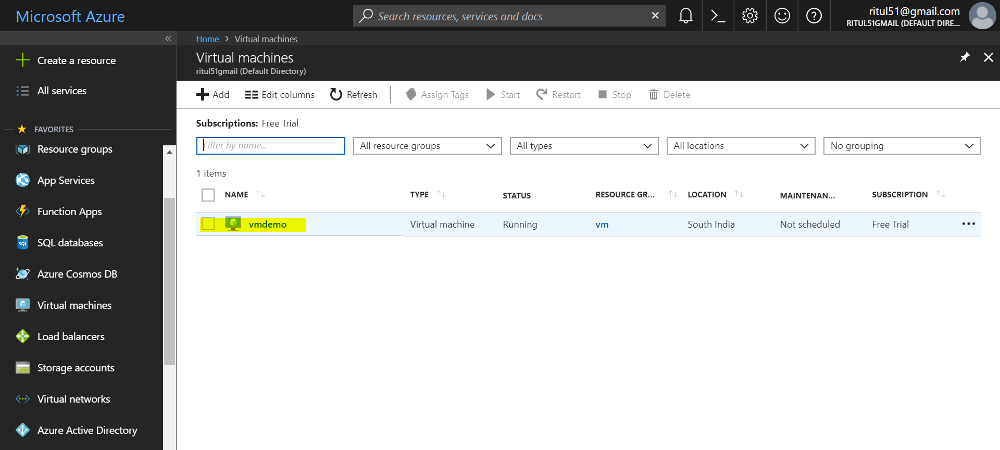 Microsoft Azure
Search resources, services and docs
ritul51@gmail.com
RITUL51GMAIL (DEFAULT DIRE...
Home > Virtual machines
Virtual machines
ritul51gmail (Default Directory)
Create a resource
All services
FAVORITES
Resource groups
App Services
Function Apps
SQL databases
Azure Cosmos DB
Virtual machines
Load balancers
Storage accounts
Virtual networks
Azure Active Directory
Add Edit columns Refresh Assign Tags Start Restart Stop Delete
Subscriptions: Free Trial
Filter by name... All resource groups All types All locations No grouping
1 items
NAME TYPE STATUS RESOURCE GR... LOCATION MAINTENAN... SUBSCRIPTION
vmdemo Virtual machine Running vm South India Not scheduled Free Trial